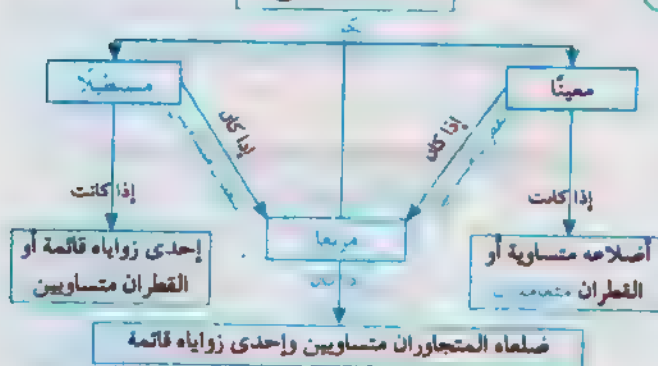 مستطيلاً
معينًا
إذا كان
إذا كان
إذا كانت
إذا كانت
مربعا
إحدى زواياه قائمة أو
القطران متساويين
أضلاعه متساوية أو
القطران
ضلعاه المتجاوران متساويين وإحدى زواياه قائمة